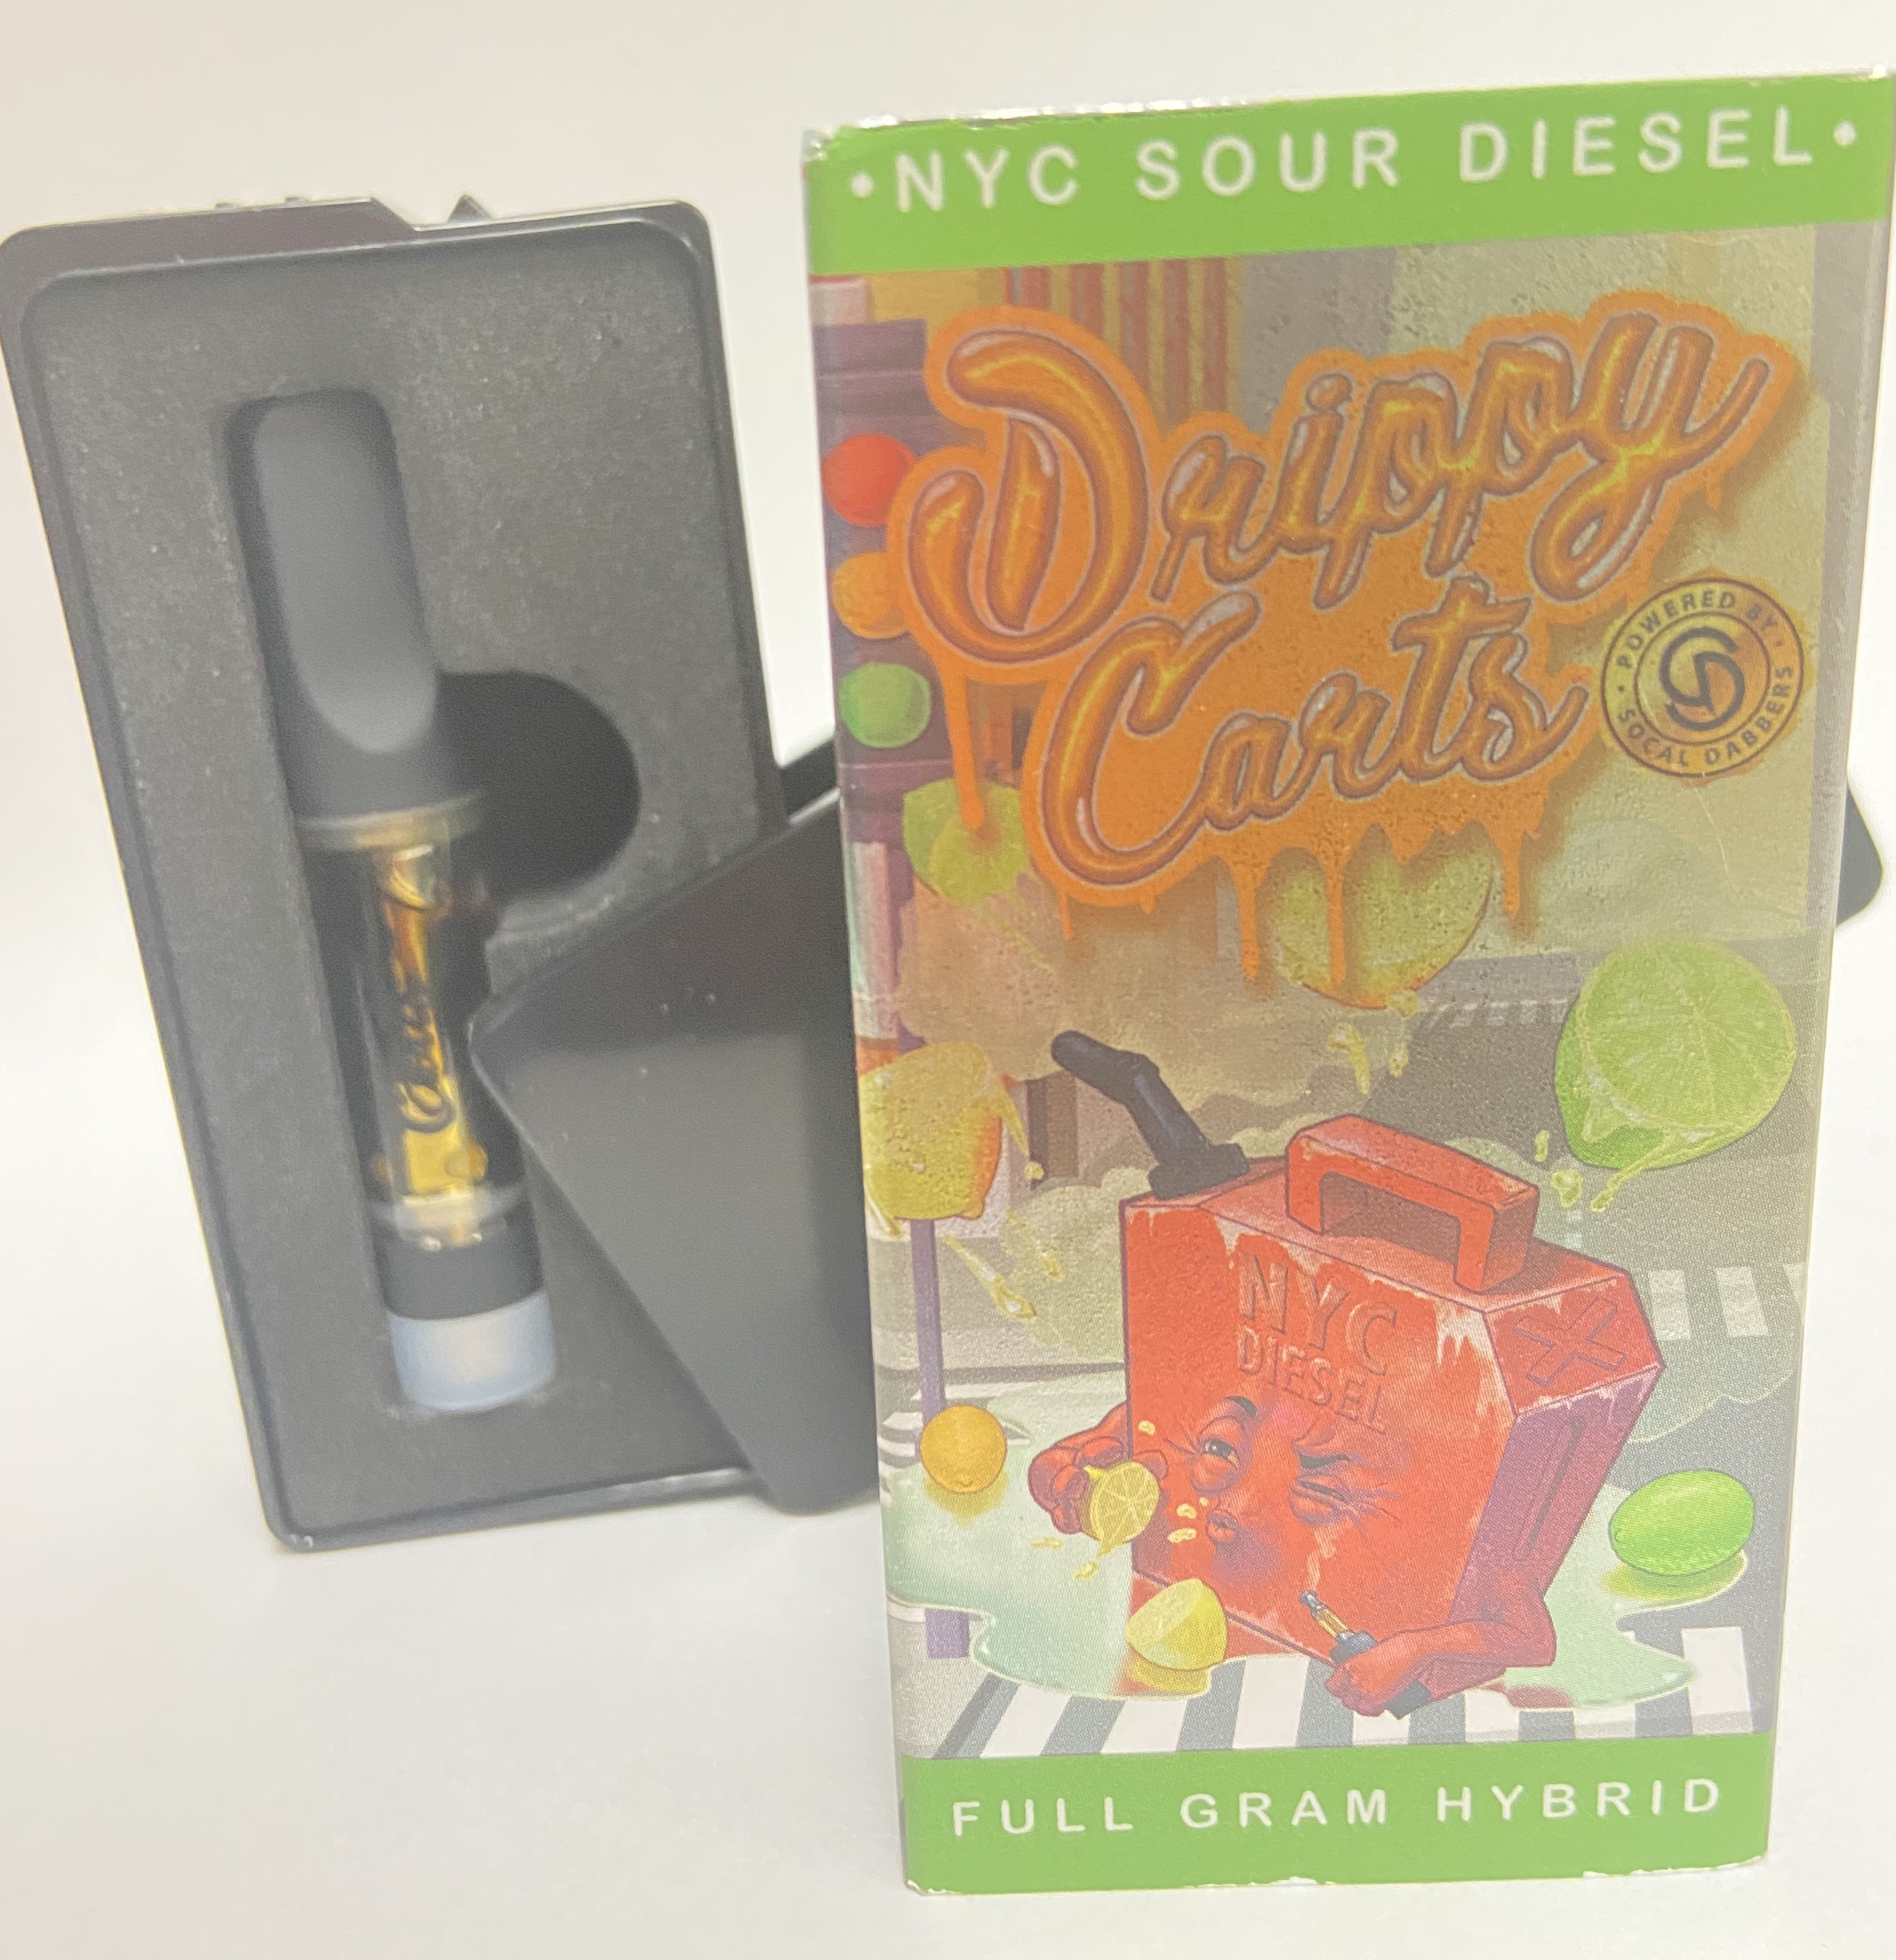 • NYC SOUR DIESEL •
Drippy
Carts
• POWERED BY •
SOCAL DABBERS
NYC
DIESEL
FULL GRAM HYBRID